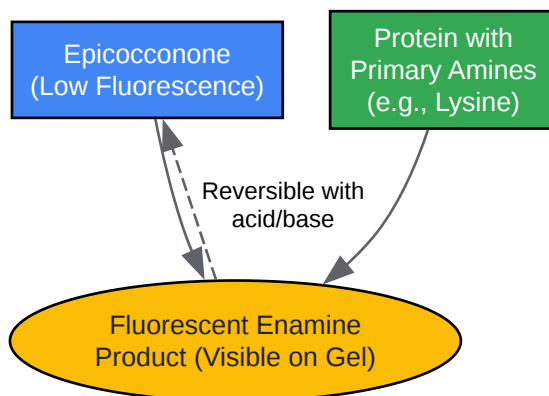 Epicocconone
(Low Fluorescence)
Protein with
Primary Amines
(e.g., Lysine)
Reversible with
acid/base
Fluorescent Enamine
Product (Visible on Gel)